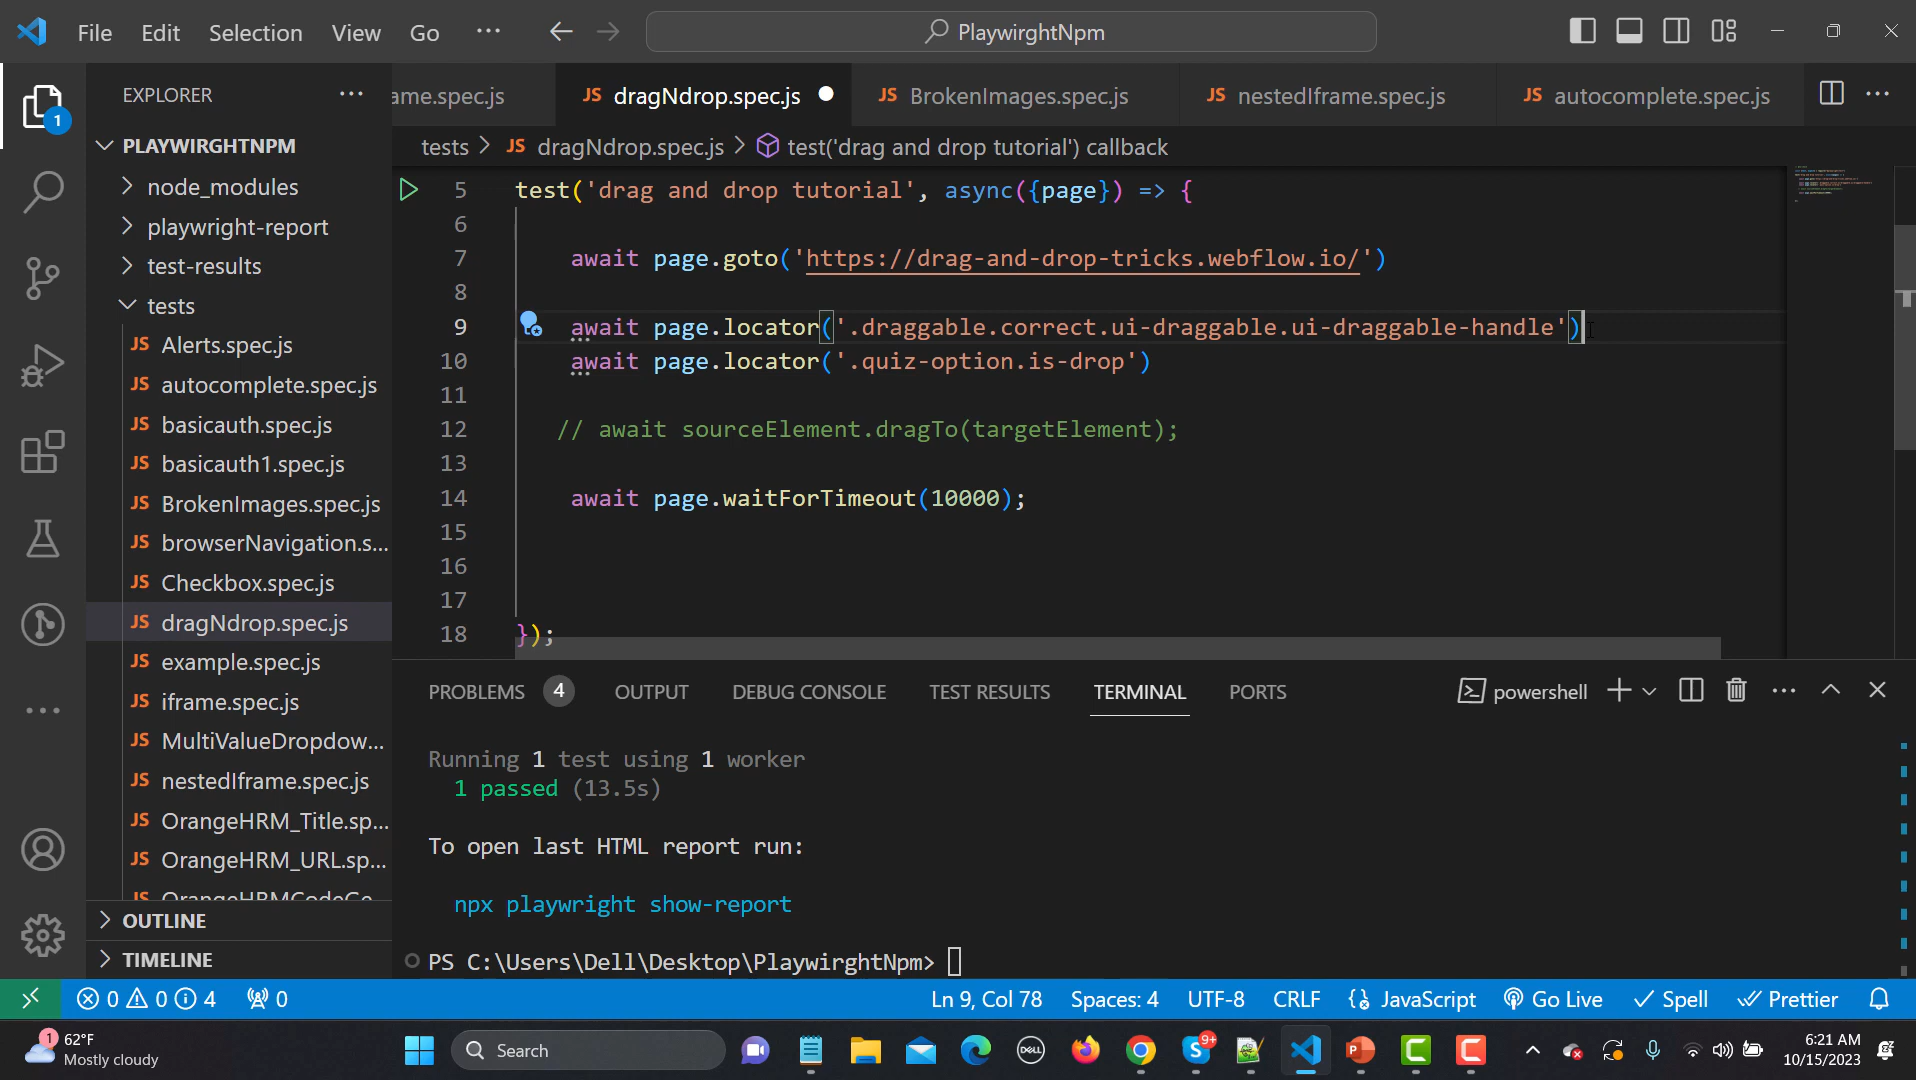 File Edit Selection View Go ··· PlaywirghtNpm
EXPLORER ···
ame.spec.js JS dragNdrop.spec.js JS BrokenImages.spec.js JS nestedIframe.spec.js JS autocomplete.spec.js ···
tests > JS dragNdrop.spec.js > test('drag and drop tutorial') callback
1
PLAYWIRGHTNPM
node_modules
playwright-report
test-results
tests
JS Alerts.spec.js
JS autocomplete.spec.js
JS basicauth.spec.js
JS basicauth1.spec.js
JS BrokenImages.spec.js
JS browserNavigation.s...
JS Checkbox.spec.js
JS dragNdrop.spec.js
JS example.spec.js
JS iframe.spec.js
JS MultiValueDropdow...
JS nestedIframe.spec.js
JS OrangeHRM_Title.sp...
JS OrangeHRM_URL.sp...
OUTLINE
TIMELINE
5 test('drag and drop tutorial', async({page}) => {
6
7 await page.goto('https://drag-and-drop-tricks.webflow.io/')
8
9 await page.locator('.draggable.correct.ui-draggable.ui-draggable-handle')
10 await page.locator('.quiz-option.is-drop')
11
12 // await sourceElement.dragTo(targetElement);
13
14 await page.waitForTimeout(10000);
15
16
17
18 });
PROBLEMS 4 OUTPUT DEBUG CONSOLE TEST RESULTS TERMINAL PORTS powershell
Running 1 test using 1 worker
1 passed (13.5s)
To open last HTML report run:
npx playwright show-report
PS C:\Users\Dell\Desktop\PlaywirghtNpm>
0 0 4 0 Ln 9, Col 78 Spaces: 4 UTF-8 CRLF {} JavaScript Go Live Spell Prettier
1 62°F
Mostly cloudy
Search
DELL
9+
6:21 AM
10/15/2023